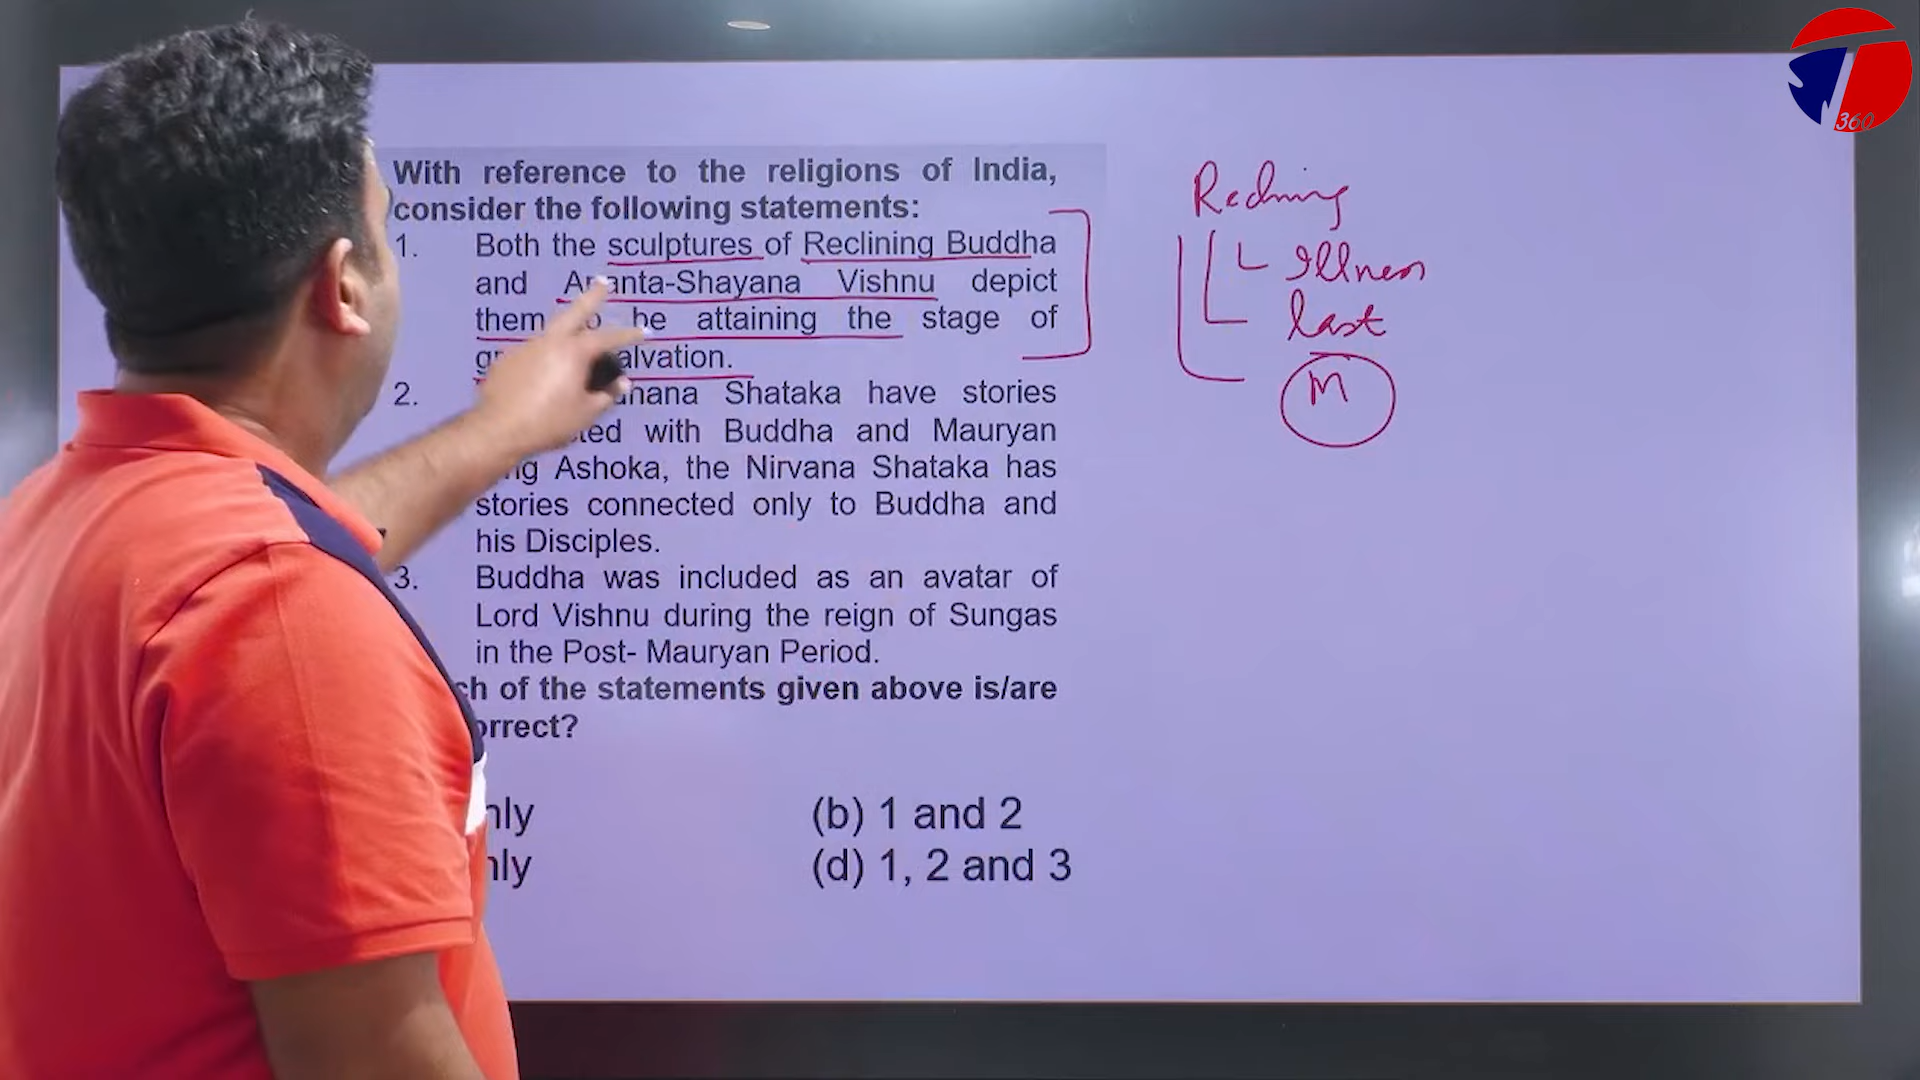 With reference to the religions of India,
consider the following statements:
1. Both the sculptures of Reclining Buddha
and Ananta-Shayana Vishnu depict
them be attaining the stage of
alvation.
2. Shataka have stories
ted with Buddha and Mauryan
Ashoka, the Nirvana Shataka has
stories connected only to Buddha and
his Disciples.
3. Buddha was included as an avatar of
Lord Vishnu during the reign of Sungas
in the Post- Mauryan Period.
ch of the statements given above is/are
orrect?
nly (b) 1 and 2
nly (d) 1, 2 and 3
Reclining
Illness
last
M
360